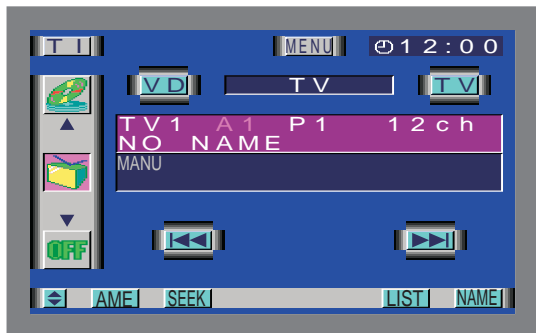 TI MENU 12:00
VD TV TV
TV1 A1 P1 12ch
NO NAME
MANU
OFF
AME SEEK LIST NAME